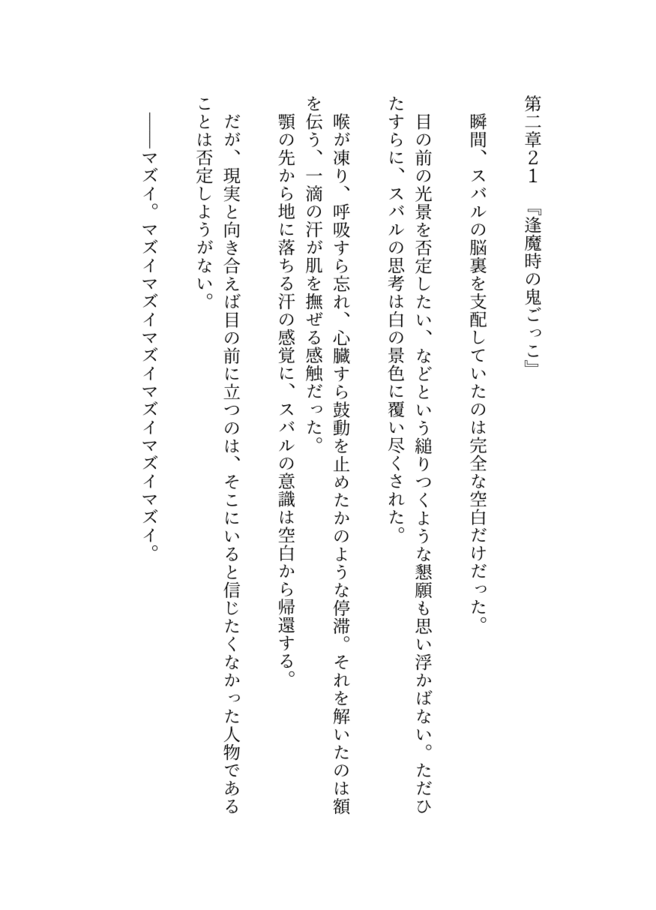 第二章２１　『逢魔時の鬼ごっこ』
瞬間、スバルの脳裏を支配していたのは完全な空白だけだった。
目の前の光景を否定したい、などという縋りつくような懇願も思い浮かばない。ただひ
たすらに、スバルの思考は白の景色に覆い尽くされた。
喉が凍り、呼吸すら忘れ、心臓すら鼓動を止めたかのような停滞。それを解いたのは額
を伝う、一滴の汗が肌を撫ぜる感触だった。
顎の先から地に落ちる汗の感覚に、スバルの意識は空白から帰還する。
だが、現実と向き合えば目の前に立つのは、そこにいると信じたくなかった人物である
ことは否定しようがない。
――マズイ。マズイマズイマズイマズイマズイ。